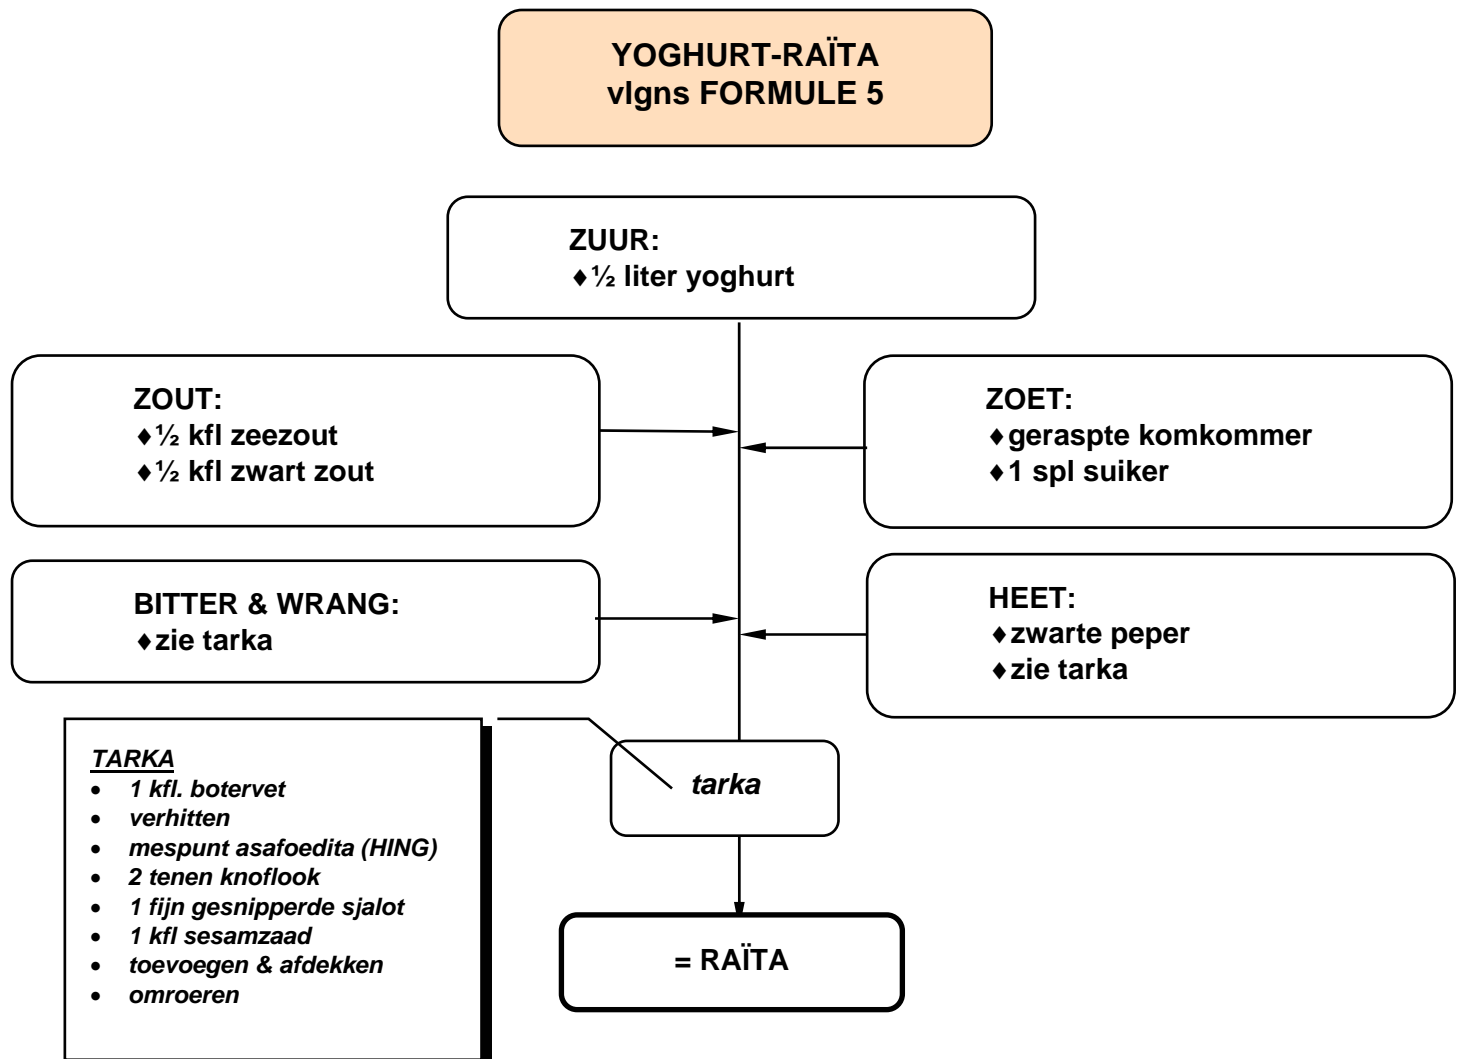 YOGHURT-RAÏTA
vlgns FORMULE 5
ZUUR:
♦½ liter yoghurt
ZOUT:
♦½ kfl zeezout
♦½ kfl zwart zout
ZOET:
♦geraspte komkommer
♦1 spl suiker
BITTER & WRANG:
♦zie tarka
HEET:
♦zwarte peper
♦zie tarka
TARKA
• 1 kfl. botervet
• verhitten
• mespunt asafoedita (HING)
• 2 tenen knoflook
• 1 fijn gesnipperde sjalot
• 1 kfl sesamzaad
• toevoegen & afdekken
• omroeren
tarka
= RAÏTA